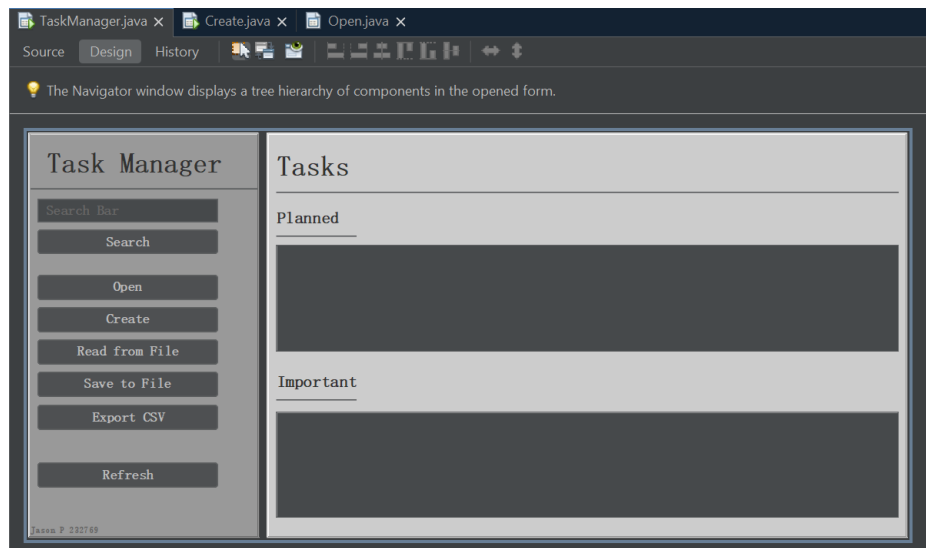 TaskManager.java Create.java Open.java
Source Design History
The Navigator window displays a tree hierarchy of components in the opened form.
Task Manager
Search Bar
Search
Open
Create
Read from File
Save to File
Export CSV
Refresh
Jason P 232769
Tasks
Planned
Important